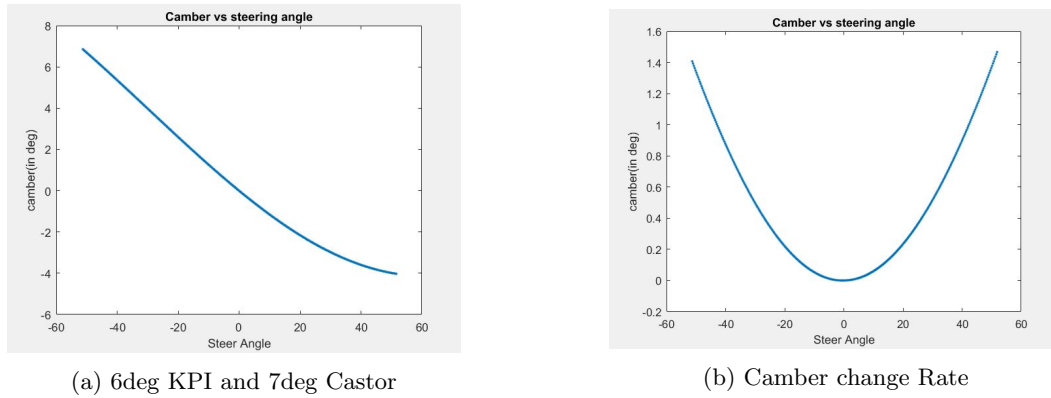 Camber vs steering angle
camber(in deg)
8
6
4
2
0
-2
-4
-6
-60 -40 -20 0 20 40 60
Steer Angle
(a) 6deg KPI and 7deg Castor
Camber vs steering angle
camber(in deg)
1.6
1.4
1.2
1
0.8
0.6
0.4
0.2
0
-0.2
-60 -40 -20 0 20 40 60
Steer Angle
(b) Camber change Rate